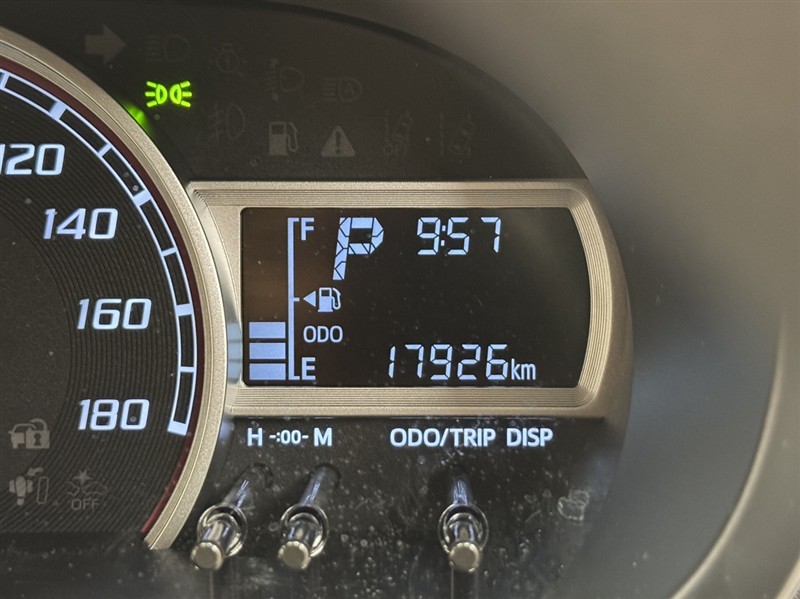 120
140
160
180
F
P 9:57
ODO
E 17926km
H -:00- M ODO/TRIP DISP
OFF